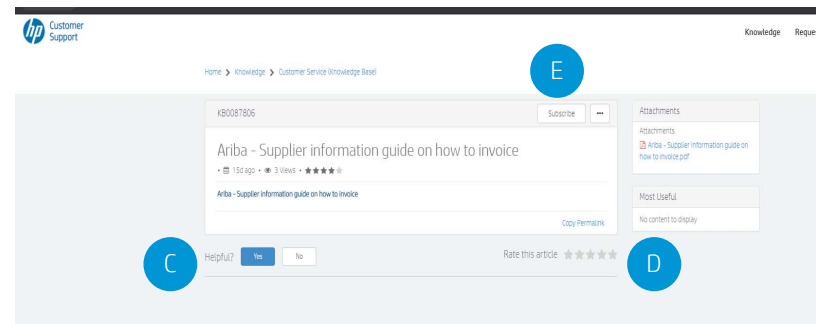 hp Customer Support
Knowledge Reque
Home > Knowledge > Customer Service (Knowledge Base)
E
KB0087806
Subscribe •••
Attachments
Attachments
Ariba - Supplier information guide on how to invoice.pdf
Ariba - Supplier information guide on how to invoice
• 15d ago • 3 Views •
Ariba - Supplier information guide on how to invoice
Copy Permalink
Most Useful
No content to display
C
Helpful? Yes No
Rate this article
D